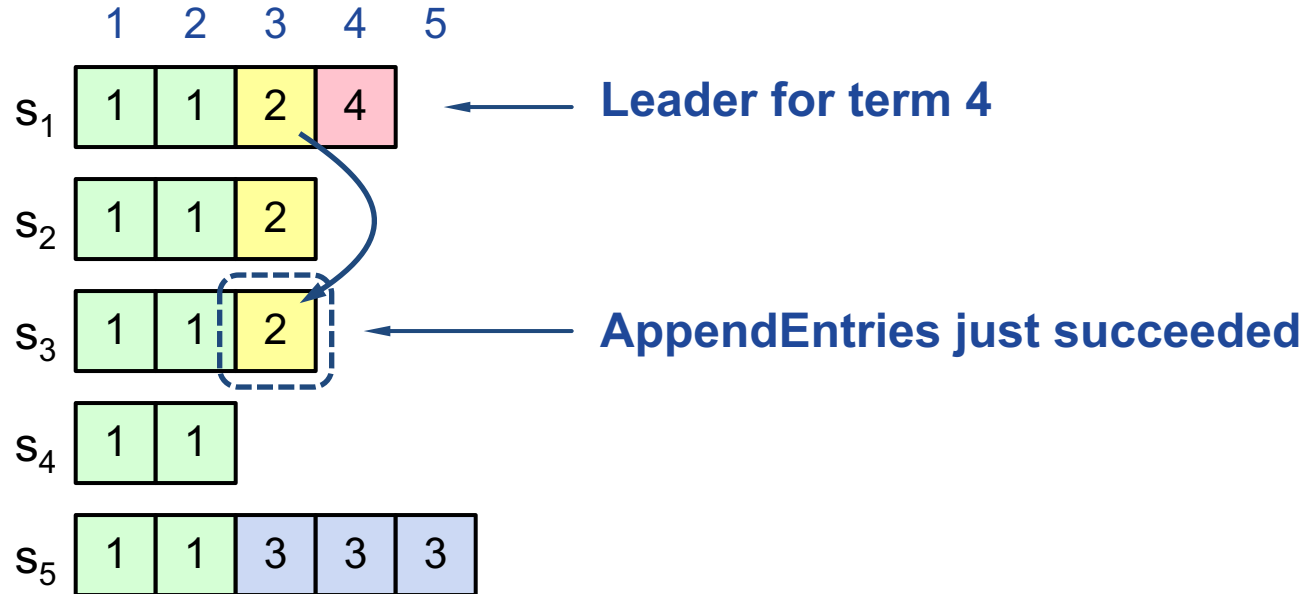 1 2 3 4 5
s1 1 1 2 4 Leader for term 4
s2 1 1 2
s3 1 1 2 AppendEntries just succeeded
s4 1 1
s5 1 1 3 3 3